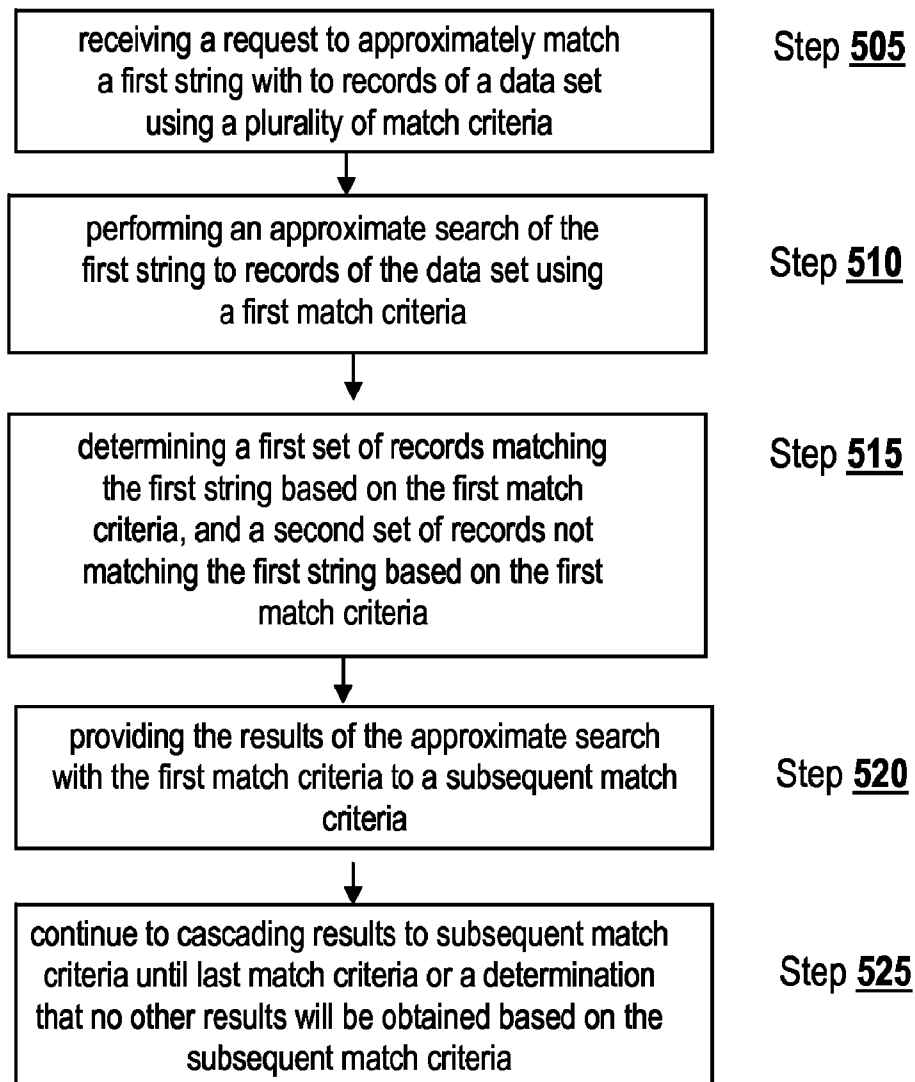 receiving a request to approximately match
a first string with to records of a data set
using a plurality of match criteria
Step 505
performing an approximate search of the
first string to records of the data set using
a first match criteria
Step 510
determining a first set of records matching
the first string based on the first match
criteria, and a second set of records not
matching the first string based on the first
match criteria
Step 515
providing the results of the approximate search
with the first match criteria to a subsequent match
criteria
Step 520
continue to cascading results to subsequent match
criteria until last match criteria or a determination
that no other results will be obtained based on the
subsequent match criteria
Step 525